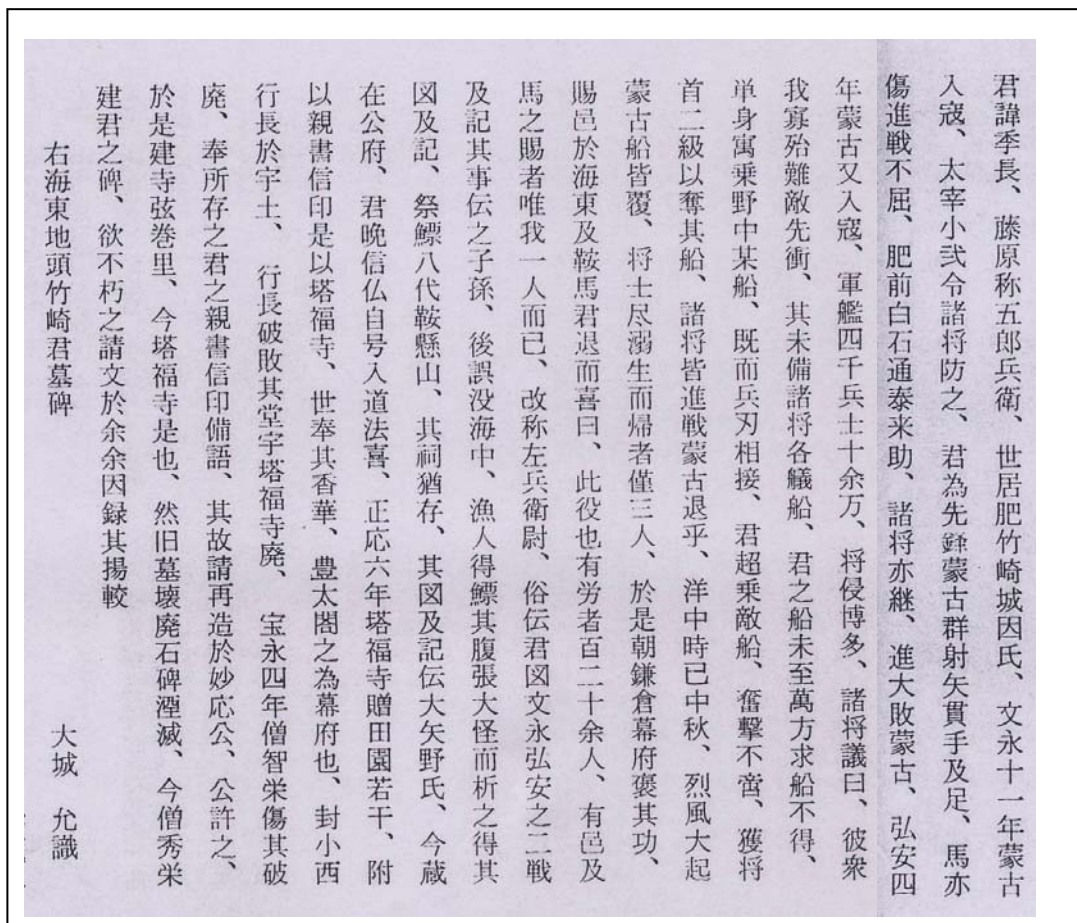 君諱季長、藤原称五郎兵衛、世居肥竹崎城因氏、文永十一年蒙古
入寇、太宰小弐令諸将防之、君為先鋒蒙古群射矢貫手及足、馬亦
傷進戦不屈、肥前白石通泰来助、諸将亦継、進大敗蒙古、弘安四
年蒙古又入寇、軍艦四千兵士十余万、将侵博多、諸将議曰、彼衆
我寡殆難敵先衝、其未備諸将各艤船、君之船未至萬方求船不得、
単身寓乗野中某船、既而兵刃相接、君超乗敵船、奮撃不啻、獲将
首二級以奪其船、諸将皆進戦蒙古退乎、洋中時已中秋、烈風大起
蒙古船皆覆、将士尽溺生而帰者僅三人、於是朝鎌倉幕府褒其功、
賜邑於海東及鞍馬君退而喜曰、此役也有労者百二十余人、有邑及
馬之賜者唯我一人而已、改称左兵衛尉、俗伝君図文永弘安之二戦
及記其事伝之子孫、後誤没海中、漁人得鰾其腹張大怪而析之得其
図及記、祭鰾八代鞍懸山、其祠猶存、其図及記伝大矢野氏、今蔵
在公府、君晩信仏自号入道法喜、正応六年塔福寺贈田園若干、附
以親書信印是以塔福寺、世奉其香華、豊太閤之為幕府也、封小西
行長於宇土、行長破敗其堂宇塔福寺廃、宝永四年僧智栄傷其破
廃、奉所存之君之親書信印備語、其故請再造於妙応公、公許之、
於是建寺弦巻里、今塔福寺是也、然旧墓壊廃石碑湮滅、今僧秀栄
建君之碑、欲不朽之請文於余余因録其揚較
右海東地頭竹崎君墓碑
大城　允識